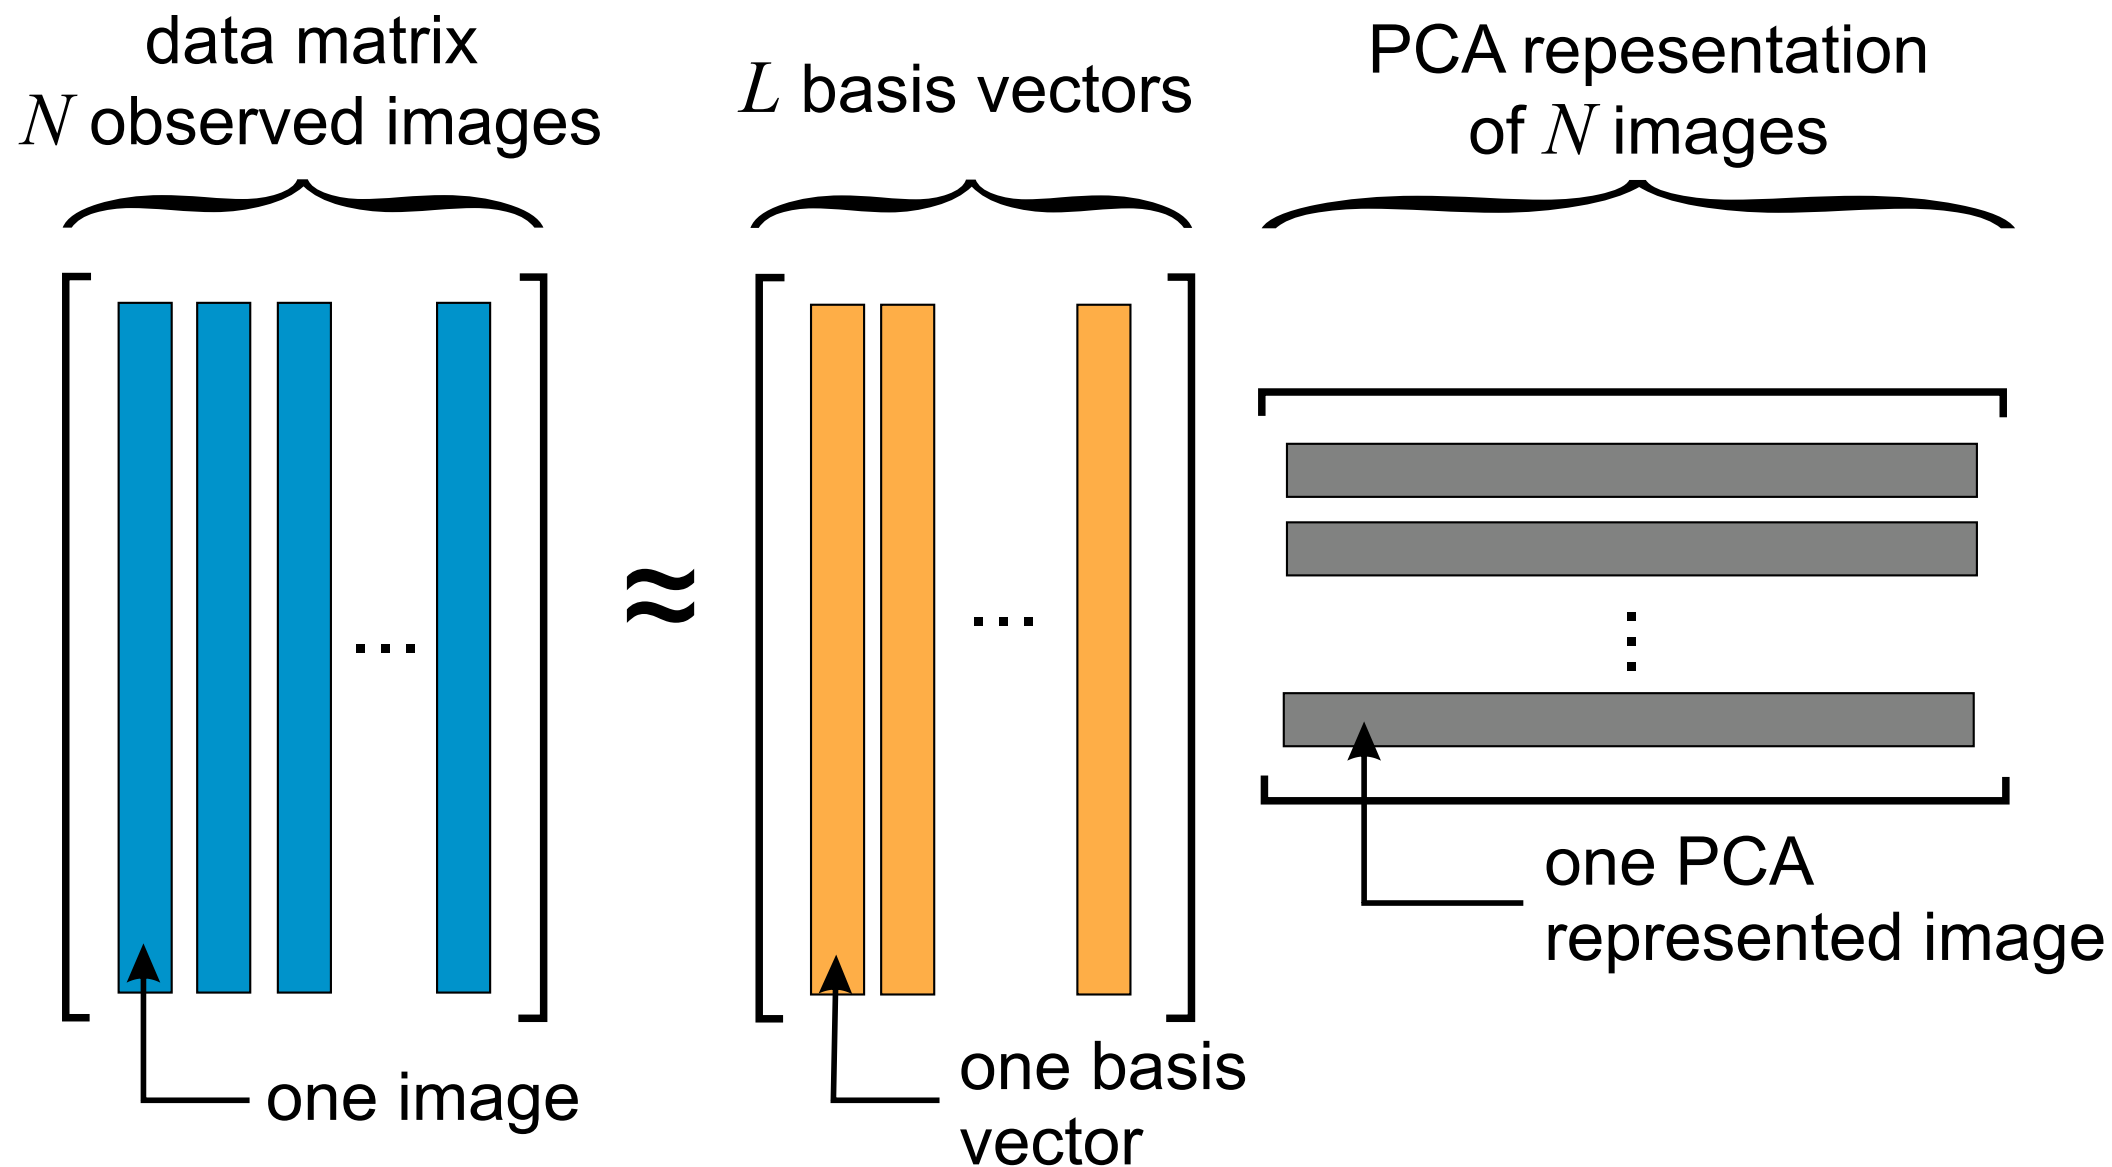 data matrix
N observed images
L basis vectors
PCA repesentation
of N images
≈
one PCA
represented image
one image
one basis
vector